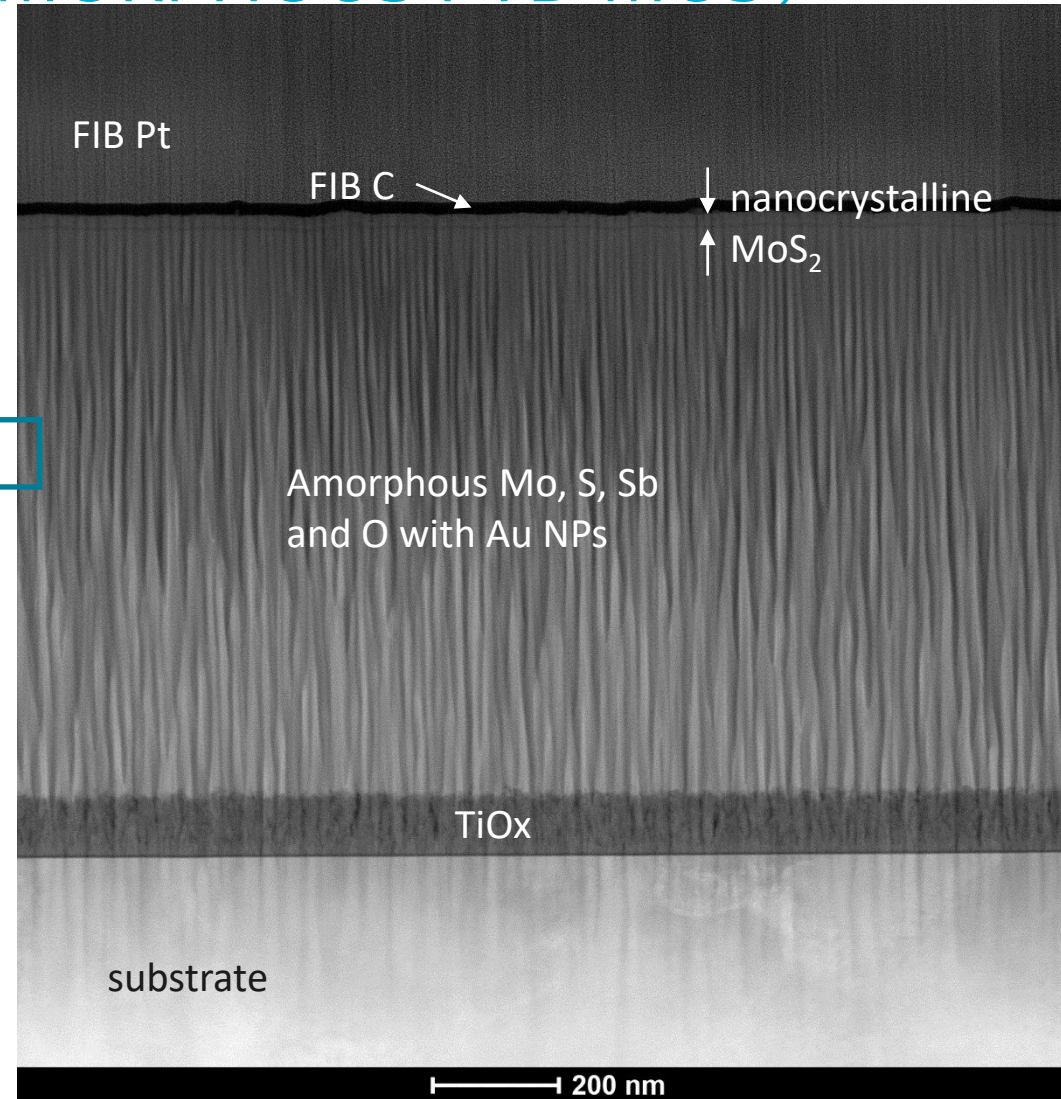 FIB Pt
FIB C
nanocrystalline
MoS₂
Amorphous Mo, S, Sb
and O with Au NPs
TiOx
substrate
200 nm